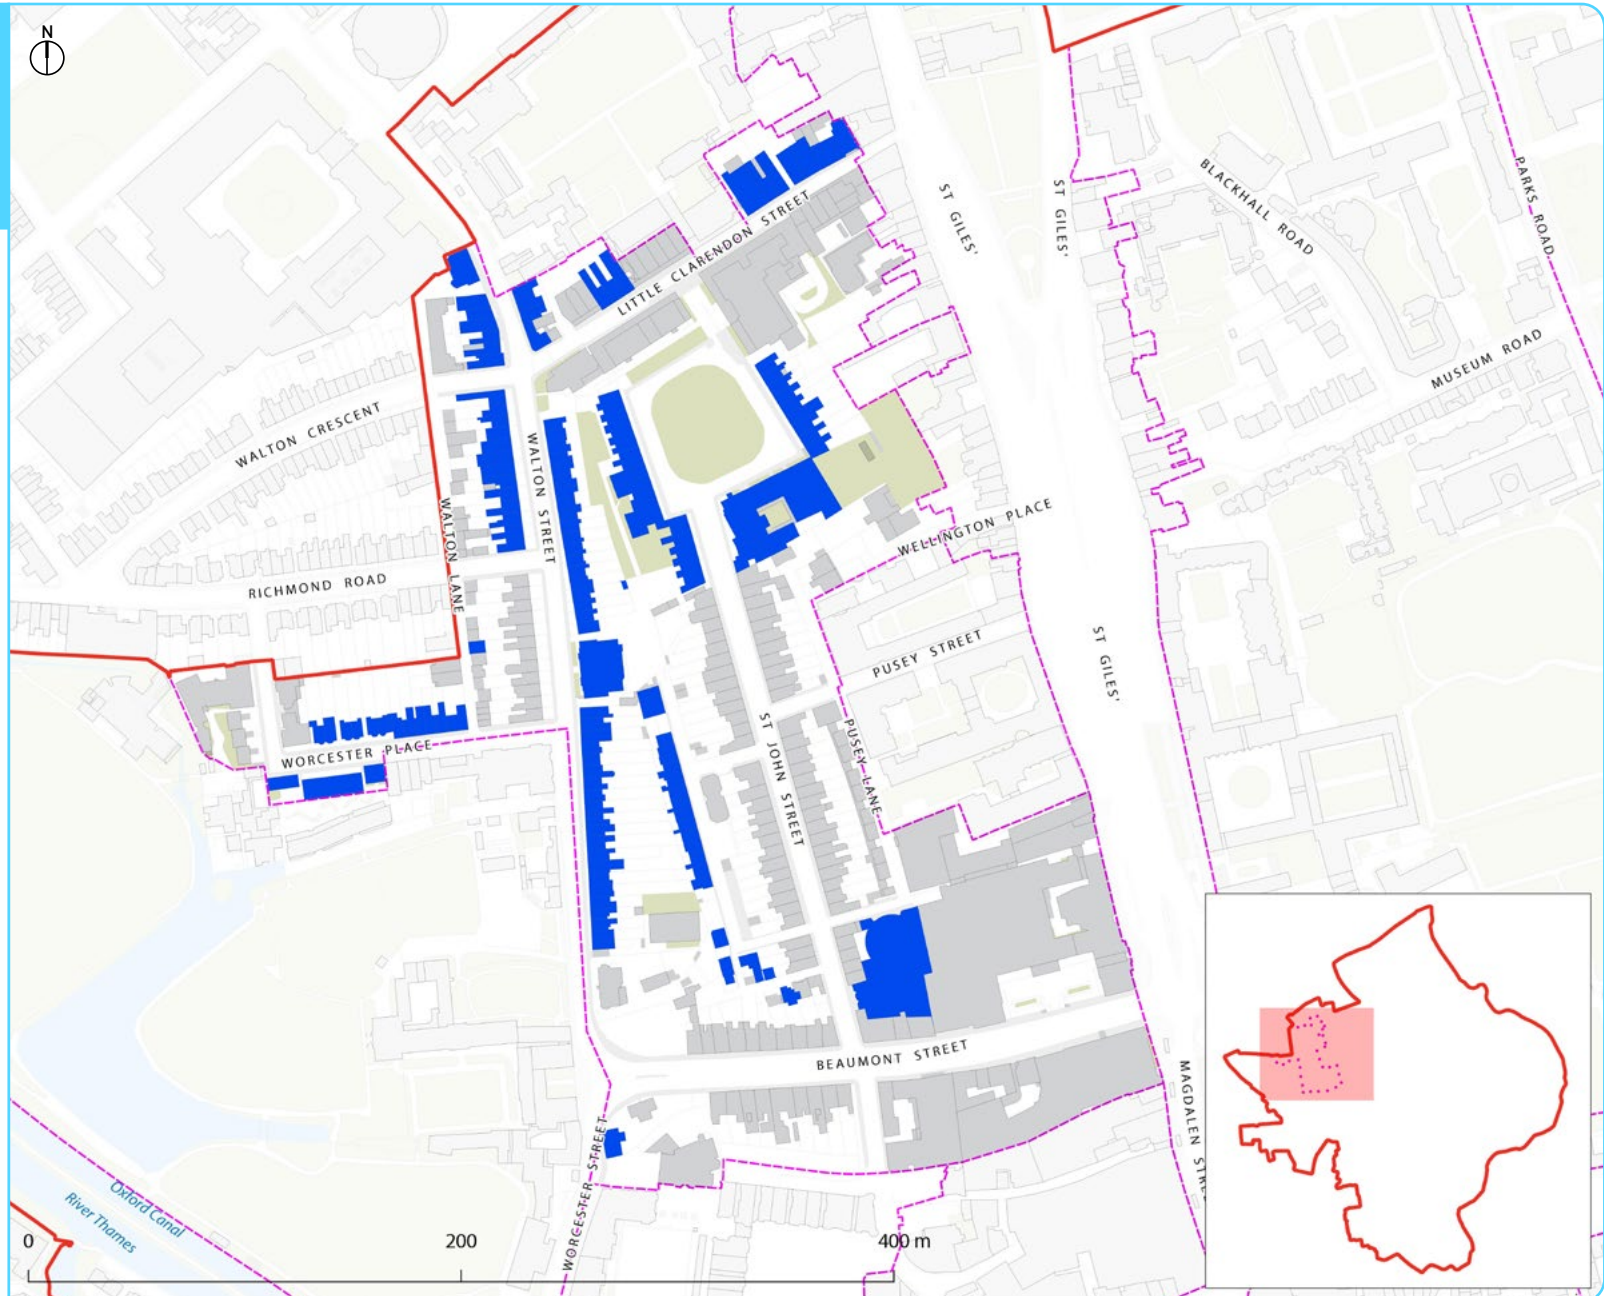 N
ST GILES'
ST GILES'
BLACKHALL ROAD
PARKS ROAD
LITTLE CLARENDON STREET
MUSEUM ROAD
WALTON CRESCENT
WALTON STREET
WALTON LANE
WELLINGTON PLACE
RICHMOND ROAD
PUSEY STREET
ST GILES'
WORCESTER PLACE
ST JOHN STREET
PUSEY LANE
BEAUMONT STREET
MAGDALEN STRE
WORCESTER STREET
Oxford Canal
River Thames
0 200 400 m